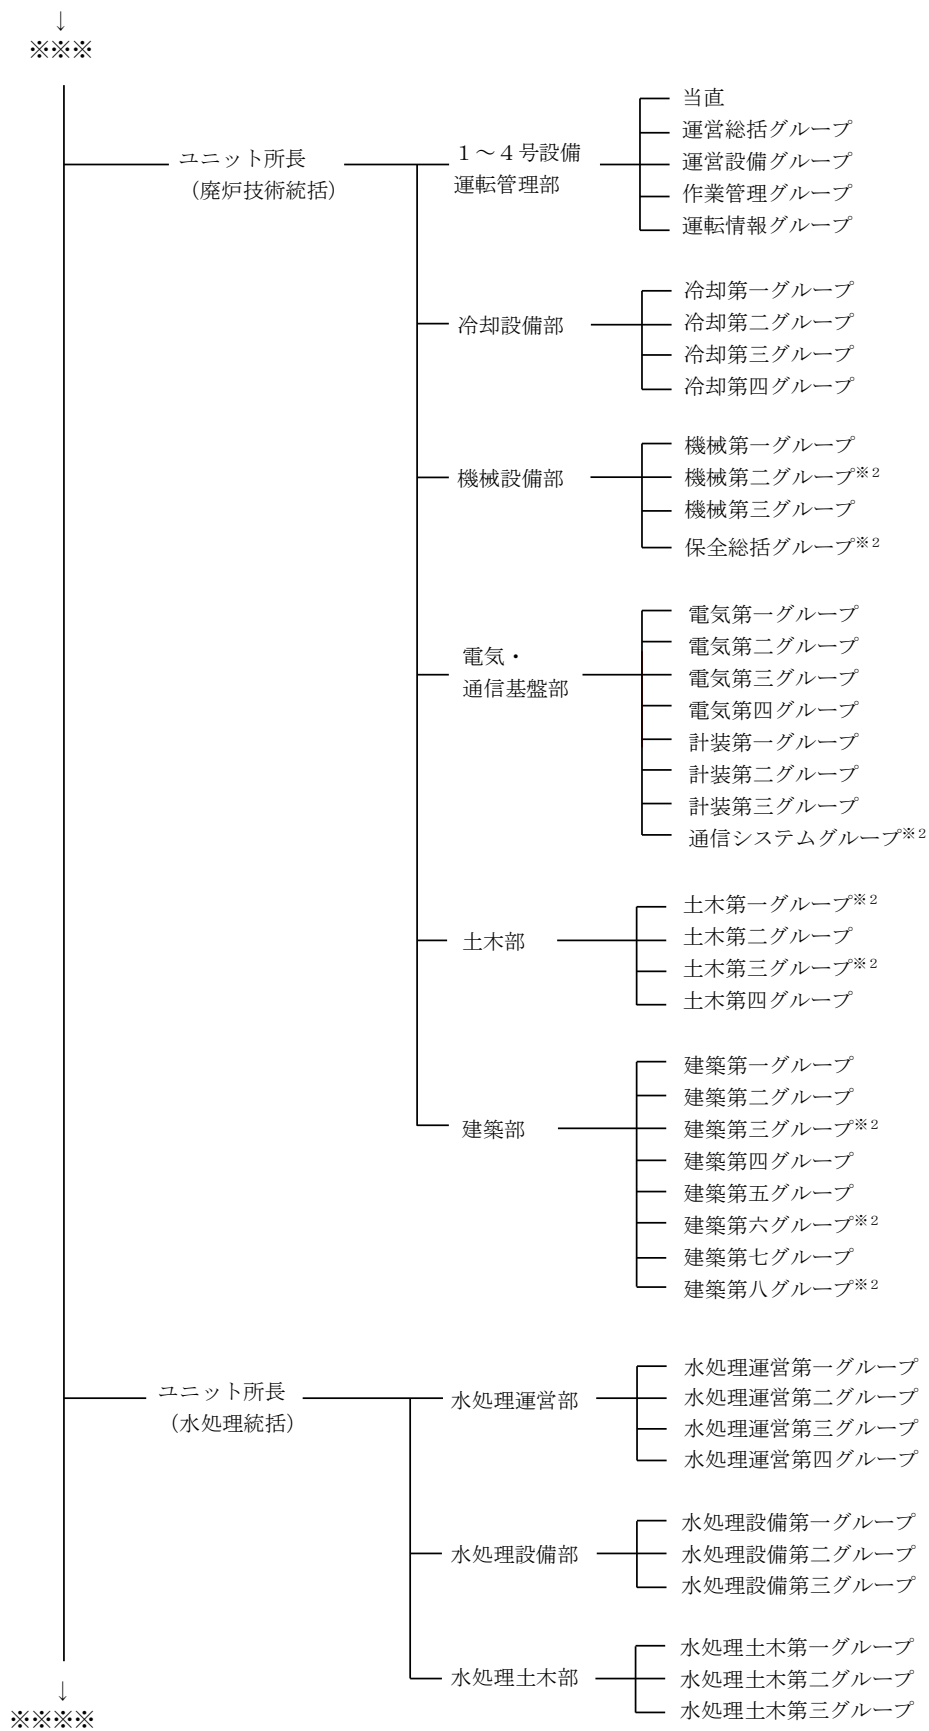 ↓
※※※
ユニット所長
(廃炉技術統括)
１～４号設備
運転管理部
当直
運営総括グループ
運営設備グループ
作業管理グループ
運転情報グループ
冷却設備部
冷却第一グループ
冷却第二グループ
冷却第三グループ
冷却第四グループ
機械設備部
機械第一グループ
機械第二グループ※2
機械第三グループ
保全総括グループ※2
電気・
通信基盤部
電気第一グループ
電気第二グループ
電気第三グループ
電気第四グループ
計装第一グループ
計装第二グループ
計装第三グループ
通信システムグループ※2
土木部
土木第一グループ※2
土木第二グループ
土木第三グループ※2
土木第四グループ
建築部
建築第一グループ
建築第二グループ
建築第三グループ※2
建築第四グループ
建築第五グループ
建築第六グループ※2
建築第七グループ
建築第八グループ※2
ユニット所長
(水処理統括)
水処理運営部
水処理運営第一グループ
水処理運営第二グループ
水処理運営第三グループ
水処理運営第四グループ
水処理設備部
水処理設備第一グループ
水処理設備第二グループ
水処理設備第三グループ
水処理土木部
水処理土木第一グループ
水処理土木第二グループ
水処理土木第三グループ
↓
※※※※